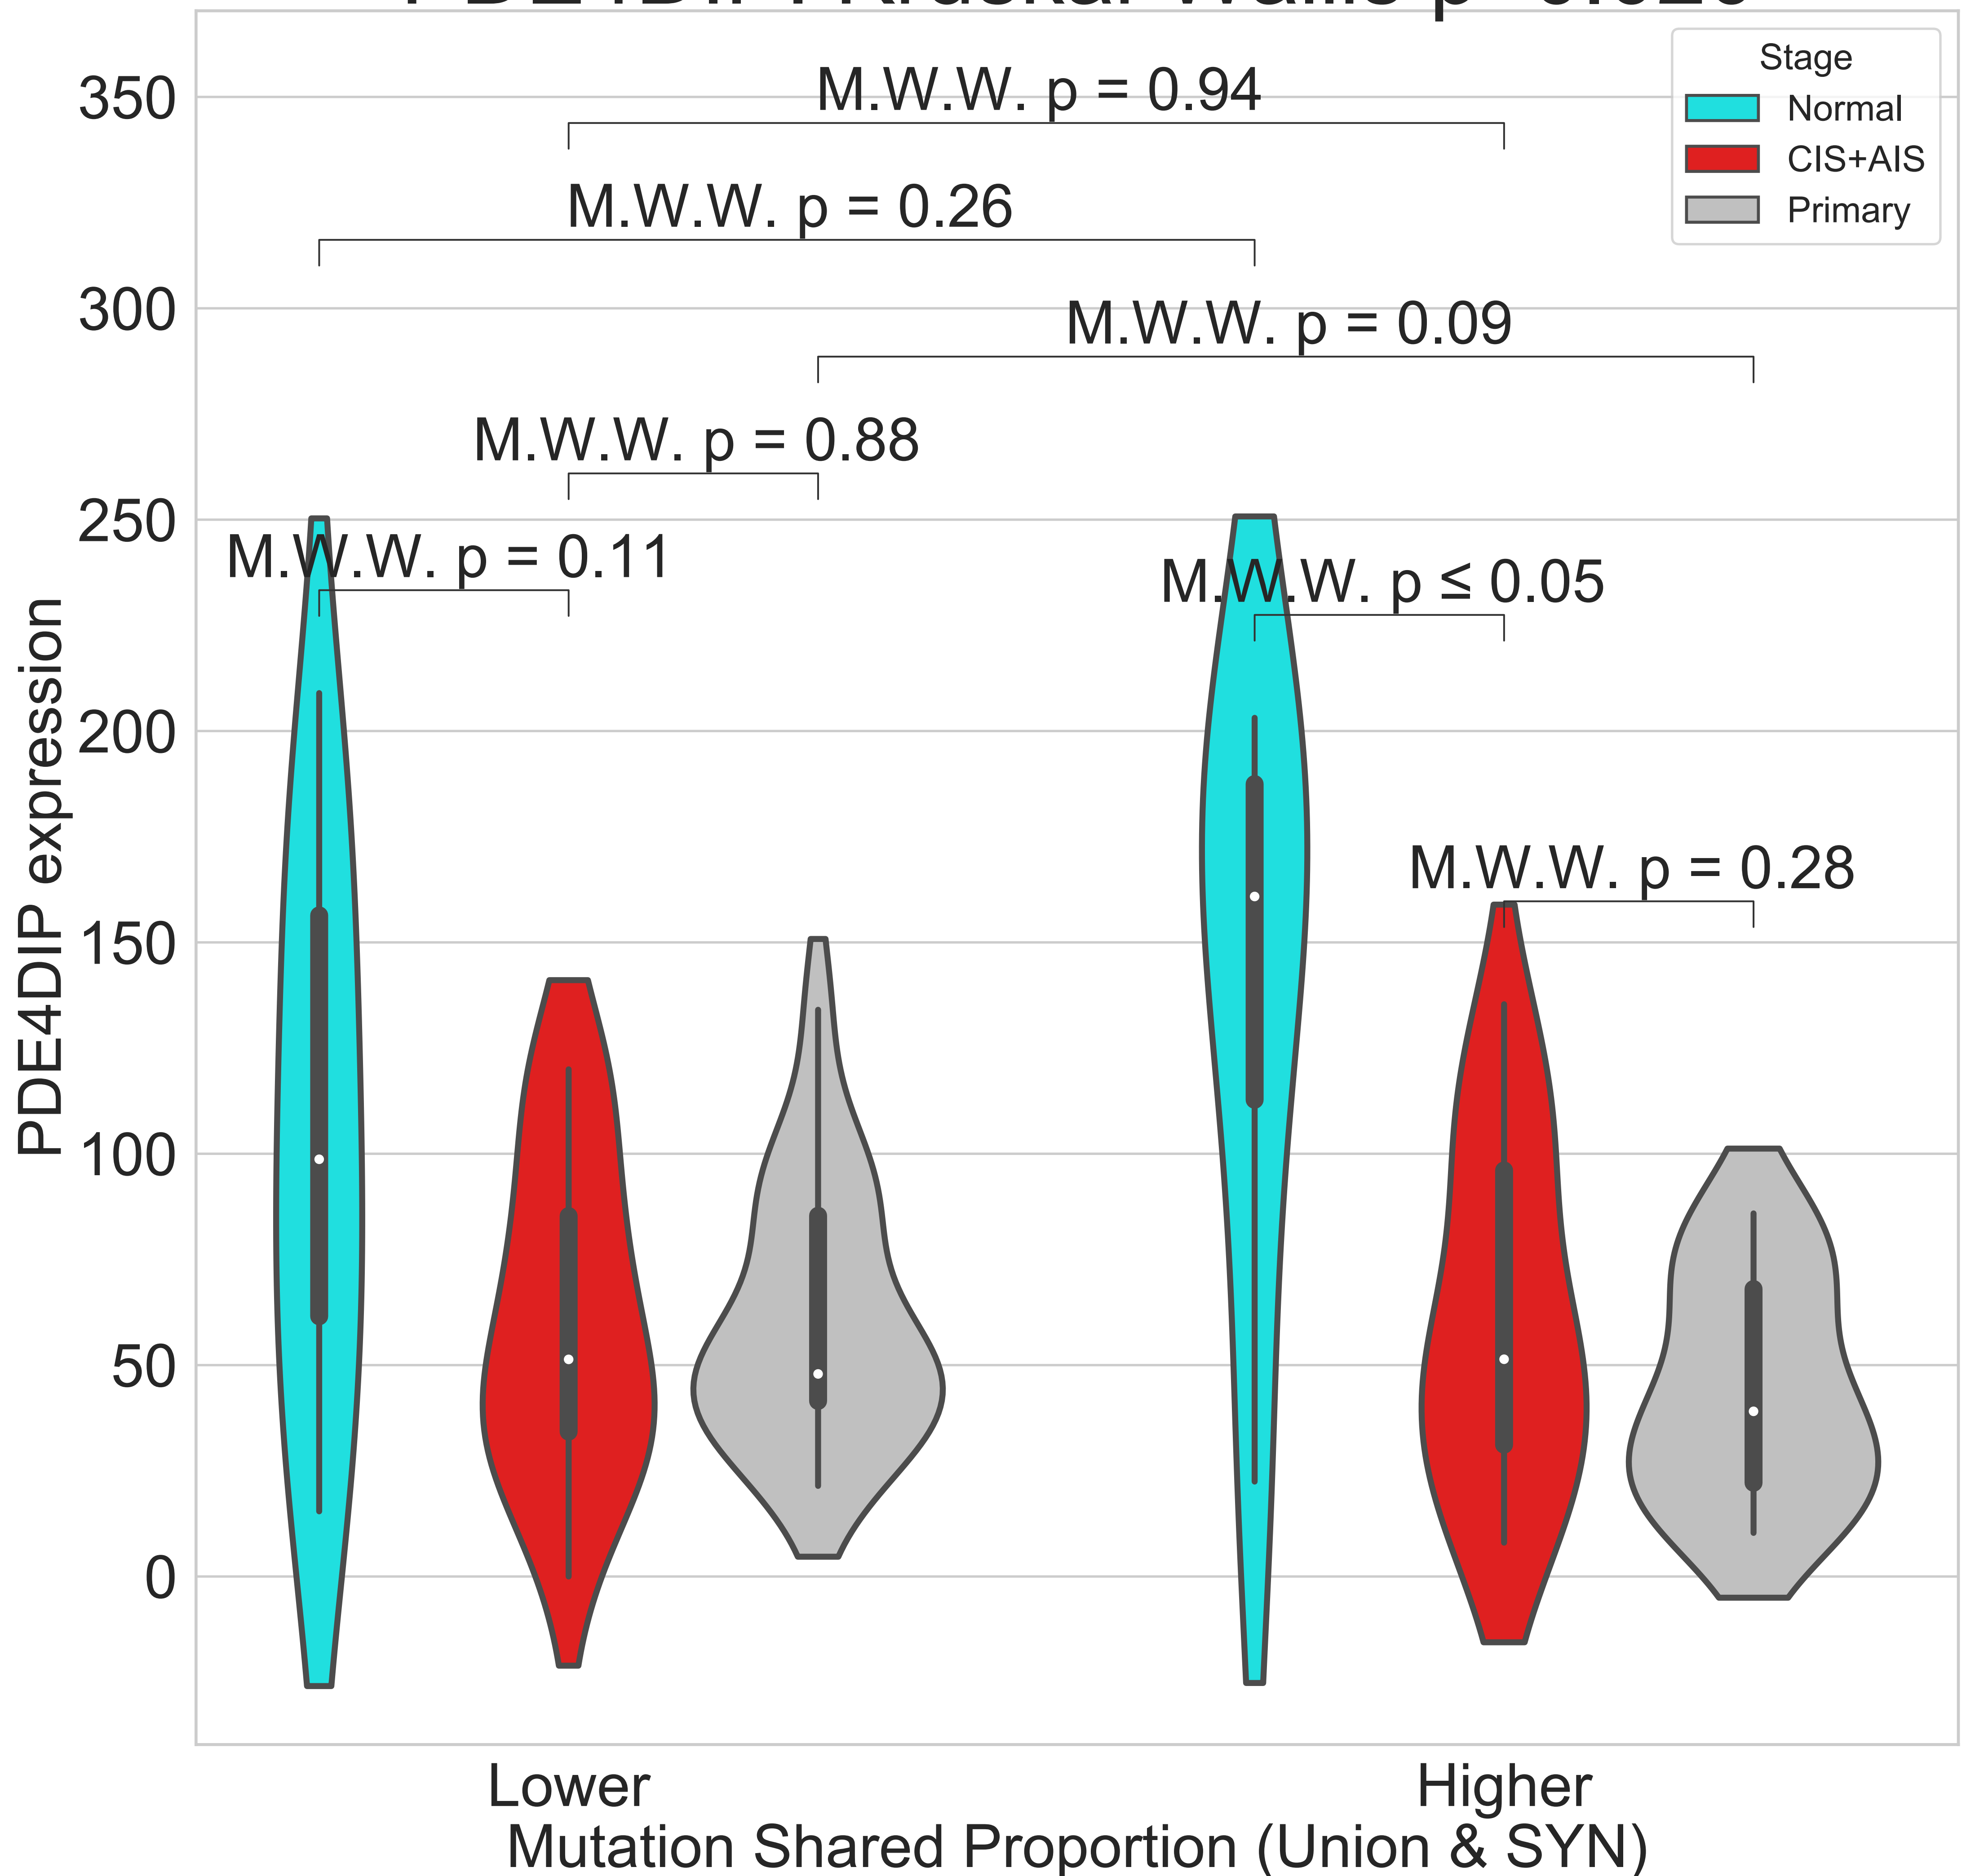 Stage
Normal
CIS+AIS
Primary
M.W.W. p = 0.94
M.W.W. p = 0.26
M.W.W. p = 0.09
M.W.W. p = 0.88
M.W.W. p = 0.11
M.W.W. p ≤ 0.05
M.W.W. p = 0.28
350
300
250
200
150
100
50
0
PDE4DIP expression
Lower
Higher
Mutation Shared Proportion (Union & SYN)